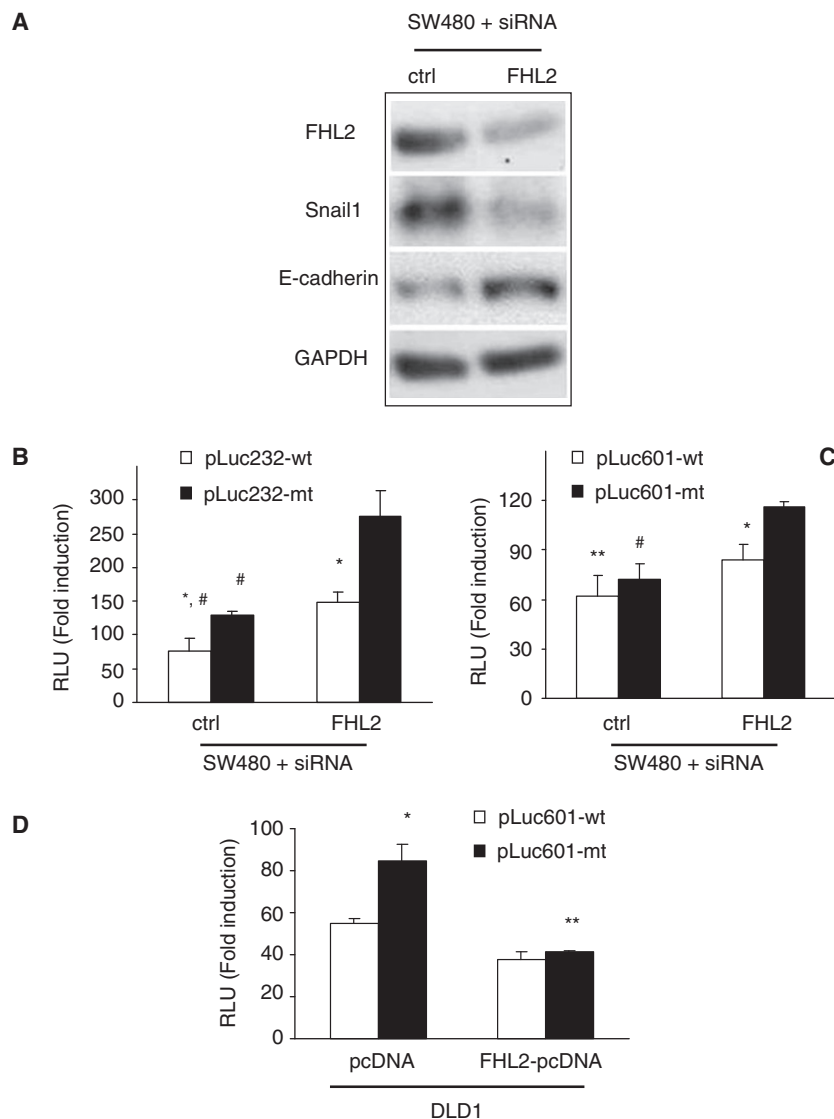 A
SW480 + siRNA
ctrl FHL2
FHL2
Snail1
E-cadherin
GAPDH
B
pLuc232-wt
pLuc232-mt
RLU (Fold induction)
300
250
200
150
100
50
0
*, #
#
*
ctrl FHL2
SW480 + siRNA
C
pLuc601-wt
pLuc601-mt
RLU (Fold induction)
120
90
60
30
0
**
#
*
ctrl FHL2
SW480 + siRNA
D
pLuc601-wt
pLuc601-mt
RLU (Fold induction)
100
80
60
40
20
0
*
**
pcDNA FHL2-pcDNA
DLD1